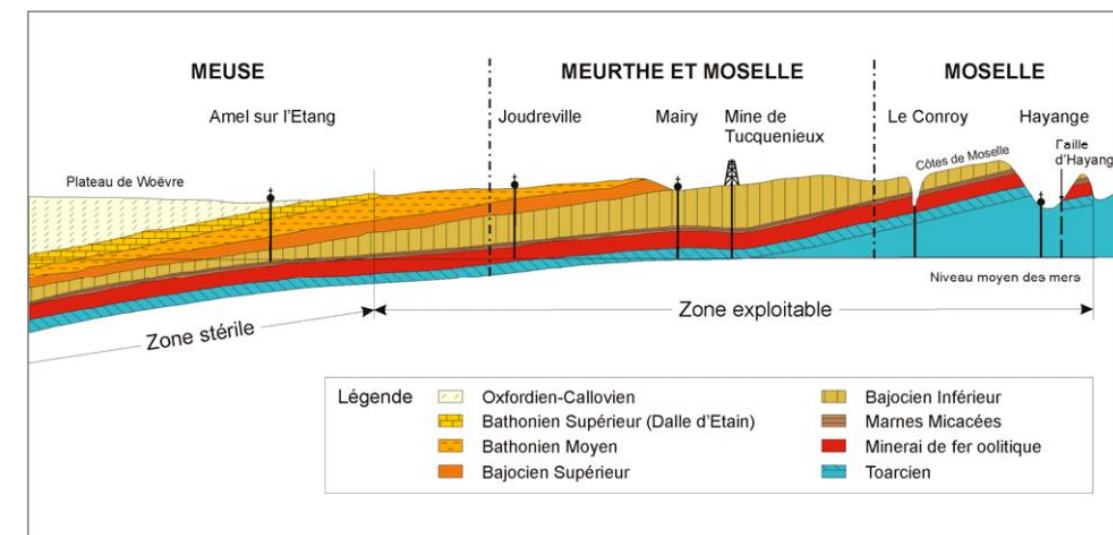 MEUSE
MEURTHE ET MOSELLE
MOSELLE
Amel sur l'Etang
Joudreville
Mairy
Mine de
Tucquenieux
Le Conroy
Hayange
Faille
d'Hayang
Côtes de Moselle
Plateau de Woëvre
Niveau moyen des mers
Zone stérile
Zone exploitable
Légende
Oxfordien-Callovien
Bathonien Supérieur (Dalle d'Etain)
Bathonien Moyen
Bajocien Supérieur
Bajocien Inférieur
Marnes Micacées
Minerai de fer oolitique
Toarcien